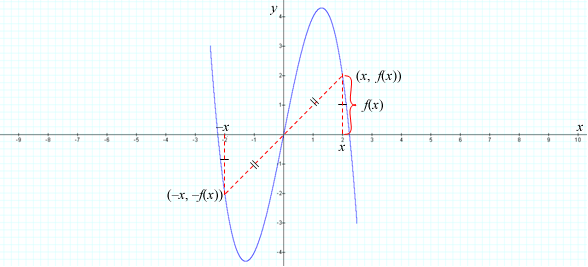 y
4
3
2
1
(x, f(x))
f(x)
-x
x
-9 -8 -7 -6 -5 -4 -3 -2 -1 1 2 3 4 5 6 7 8 9 10
x
-1
-2
(-x, -f(x))
-3
-4